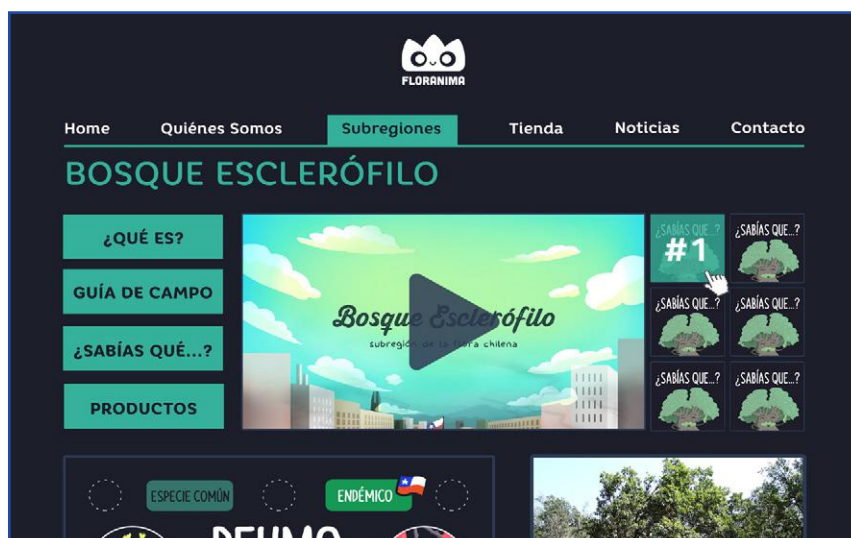 FLORANIMA
Home Quiénes Somos Subregiones Tienda Noticias Contacto
BOSQUE ESCLERÓFILO
¿QUÉ ES?
GUÍA DE CAMPO
¿SABÍAS QUÉ...?
PRODUCTOS
Bosque Esclerófilo
subregión de la flora chilena
¿SABÍAS QUE...?
#1
¿SABÍAS QUE...?
¿SABÍAS QUE...?
¿SABÍAS QUE...?
¿SABÍAS QUE...?
¿SABÍAS QUE...?
ESPECIE COMÚN
ENDÉMICO
PEUMO